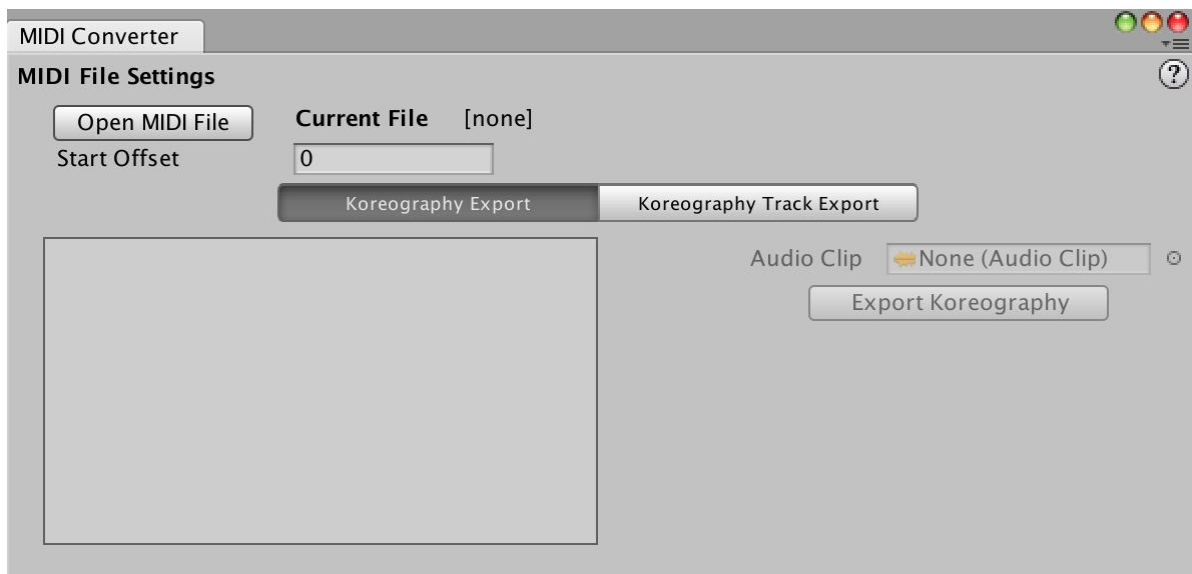 MIDI Converter
MIDI File Settings
?
Open MIDI File Current File [none]
Start Offset 0
Koreography Export Koreography Track Export
Audio Clip None (Audio Clip)
Export Koreography